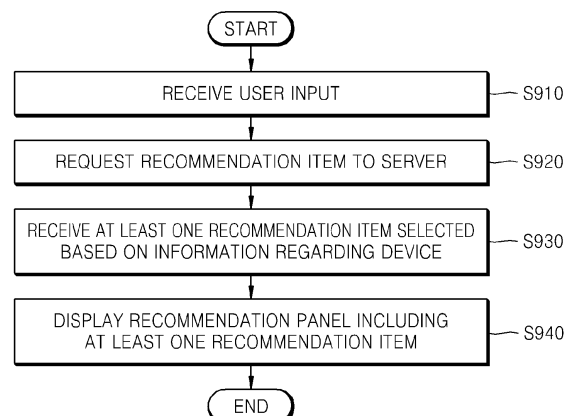 START
RECEIVE USER INPUT
S910
REQUEST RECOMMENDATION ITEM TO SERVER
S920
RECEIVE AT LEAST ONE RECOMMENDATION ITEM SELECTED
BASED ON INFORMATION REGARDING DEVICE
S930
DISPLAY RECOMMENDATION PANEL INCLUDING
AT LEAST ONE RECOMMENDATION ITEM
S940
END